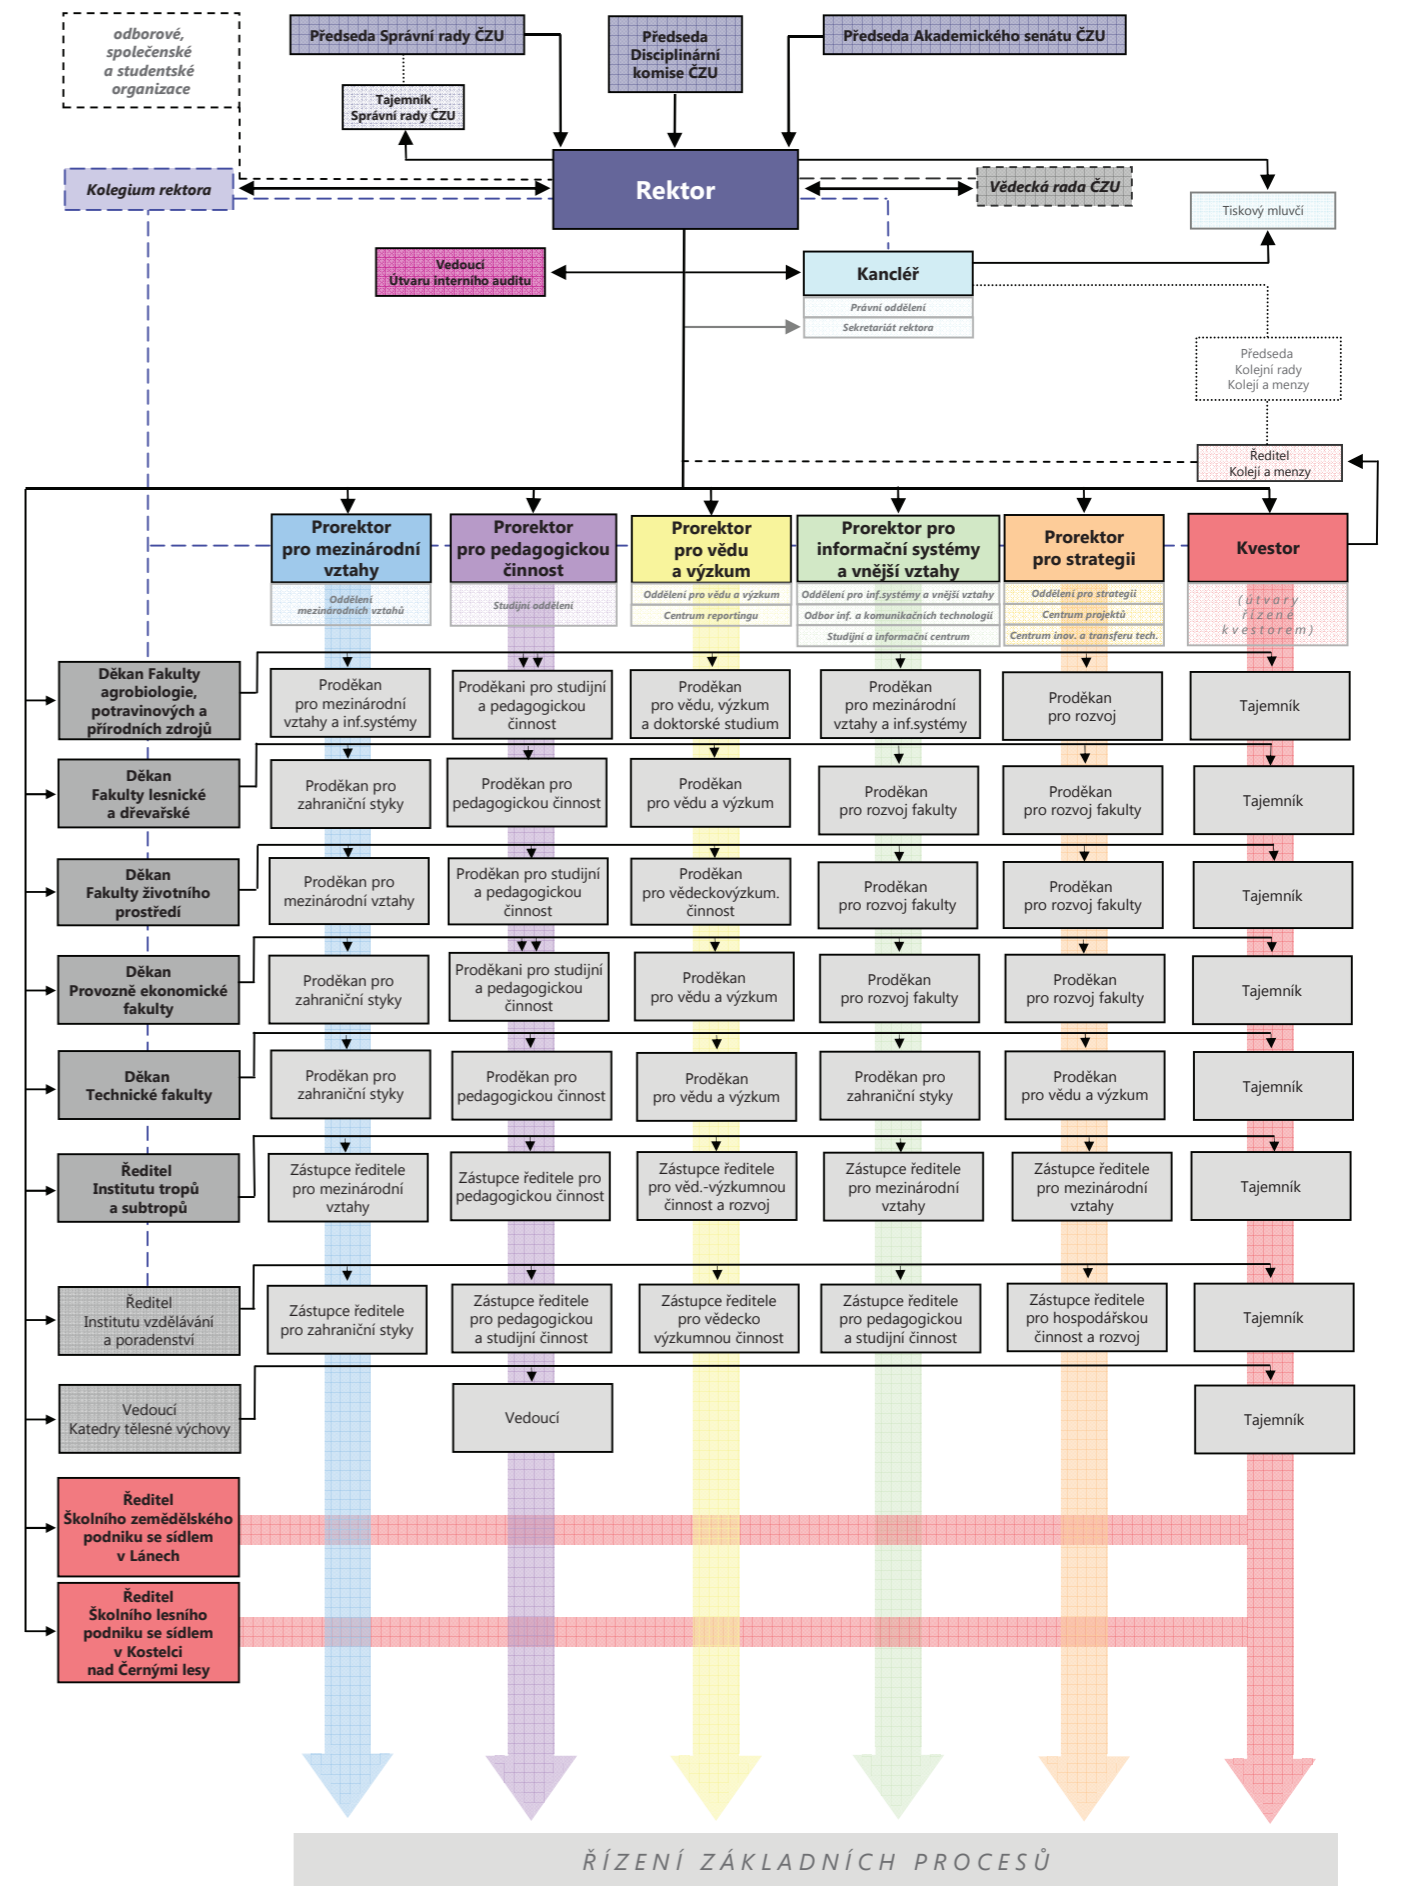 odborové,
společenské
a studentské
organizace
Předseda Správní rady ČZU
Předseda
Disciplinární
komise ČZU
Předseda Akademického senátu ČZU
Tajemník
Správní rady ČZU
Kolegium rektora
Rektor
Vědecká rada ČZU
Tiskový mluvčí
Vedoucí
Útvaru interního auditu
Kancléř
Právní oddělení
Sekretariát rektora
Předseda
Kolejní rady
Kolejí a menzy
Ředitel
Kolejí a menzy
Prorektor
pro mezinárodní
vztahy
Oddělení
mezinárodních vztahů
Prorektor
pro pedagogickou
činnost
Studijní oddělení
Prorektor
pro vědu
a výzkum
Oddělení pro vědu a výzkum
Centrum reportingu
Prorektor pro
informační systémy
a vnější vztahy
Oddělení pro inf.systémy a vnější vztahy
Odbor inf. a komunikačních technologií
Studijní a informační centrum
Prorektor
pro strategii
Oddělení pro strategii
Centrum projektů
Centrum inov. a transferu tech.
Kvestor
(útvary
řízené
kvestorem)
Děkan Fakulty
agrobiologie,
potravinových a
přírodních zdrojů
Proděkan
pro mezinárodní
vztahy a inf.systémy
Proděkani pro studijní
a pedagogickou
činnost
Proděkan
pro vědu, výzkum
a doktorské studium
Proděkan
pro mezinárodní
vztahy a inf.systémy
Proděkan
pro rozvoj
Tajemník
Děkan
Fakulty lesnické
a dřevařské
Proděkan pro
zahraniční styky
Proděkan pro
pedagogickou činnost
Proděkan
pro vědu a výzkum
Proděkan
pro rozvoj fakulty
Proděkan
pro rozvoj fakulty
Tajemník
Děkan
Fakulty životního
prostředí
Proděkan pro
mezinárodní vztahy
Proděkan pro studijní
a pedagogickou
činnost
Proděkan
pro vědeckovýzkum.
činnost
Proděkan
pro rozvoj fakulty
Proděkan
pro rozvoj fakulty
Tajemník
Děkan
Provozně ekonomické
fakulty
Proděkan pro
zahraniční styky
Proděkani pro studijní
a pedagogickou
činnost
Proděkan
pro vědu a výzkum
Proděkan
pro rozvoj fakulty
Proděkan
pro rozvoj fakulty
Tajemník
Děkan
Technické fakulty
Proděkan pro
zahraniční styky
Proděkan pro
pedagogickou činnost
Proděkan
pro vědu a výzkum
Proděkan pro
zahraniční styky
Proděkan
pro vědu a výzkum
Tajemník
Ředitel
Institutu tropů
a subtropů
Zástupce ředitele
pro mezinárodní
vztahy
Zástupce ředitele pro
pedagogickou činnost
Zástupce ředitele
pro věd.-výzkumnou
činnost a rozvoj
Zástupce ředitele
pro mezinárodní
vztahy
Zástupce ředitele
pro mezinárodní
vztahy
Tajemník
Ředitel
Institutu vzdělávání
a poradenství
Zástupce ředitele
pro zahraniční styky
Zástupce ředitele
pro pedagogickou
a studijní činnost
Zástupce ředitele
pro vědecko
výzkumnou činnost
Zástupce ředitele
pro pedagogickou
a studijní činnost
Zástupce ředitele
pro hospodářskou
činnost a rozvoj
Tajemník
Vedoucí
Katedry tělesné výchovy
Vedoucí
Tajemník
Ředitel
Školního zemědělského
podniku se sídlem
v Lánech
Ředitel
Školního lesního
podniku se sídlem
v Kostelci
nad Černými lesy
ŘÍZENÍ ZÁKLADNÍCH PROCESŮ